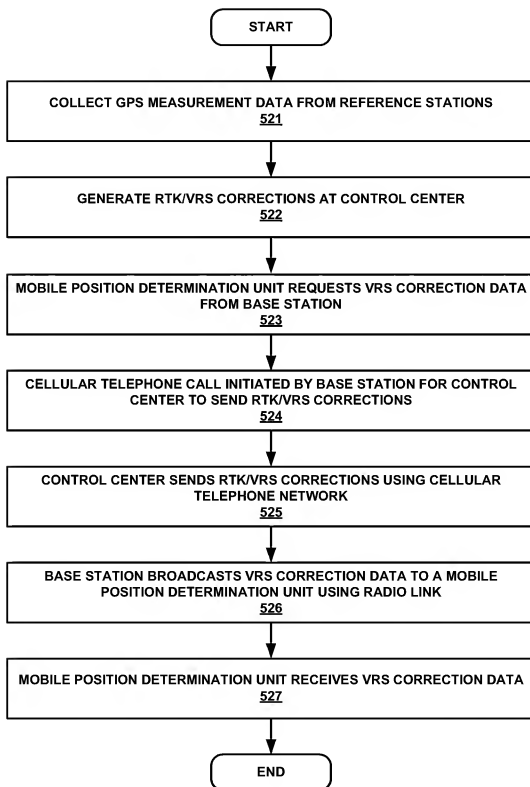 START
COLLECT GPS MEASUREMENT DATA FROM REFERENCE STATIONS
521
GENERATE RTK/VRS CORRECTIONS AT CONTROL CENTER
522
MOBILE POSITION DETERMINATION UNIT REQUESTS VRS CORRECTION DATA
FROM BASE STATION
523
CELLULAR TELEPHONE CALL INITIATED BY BASE STATION FOR CONTROL
CENTER TO SEND RTK/VRS CORRECTIONS
524
CONTROL CENTER SENDS RTK/VRS CORRECTIONS USING CELLULAR
TELEPHONE NETWORK
525
BASE STATION BROADCASTS VRS CORRECTION DATA TO A MOBILE
POSITION DETERMINATION UNIT USING RADIO LINK
526
MOBILE POSITION DETERMINATION UNIT RECEIVES VRS CORRECTION DATA
527
END